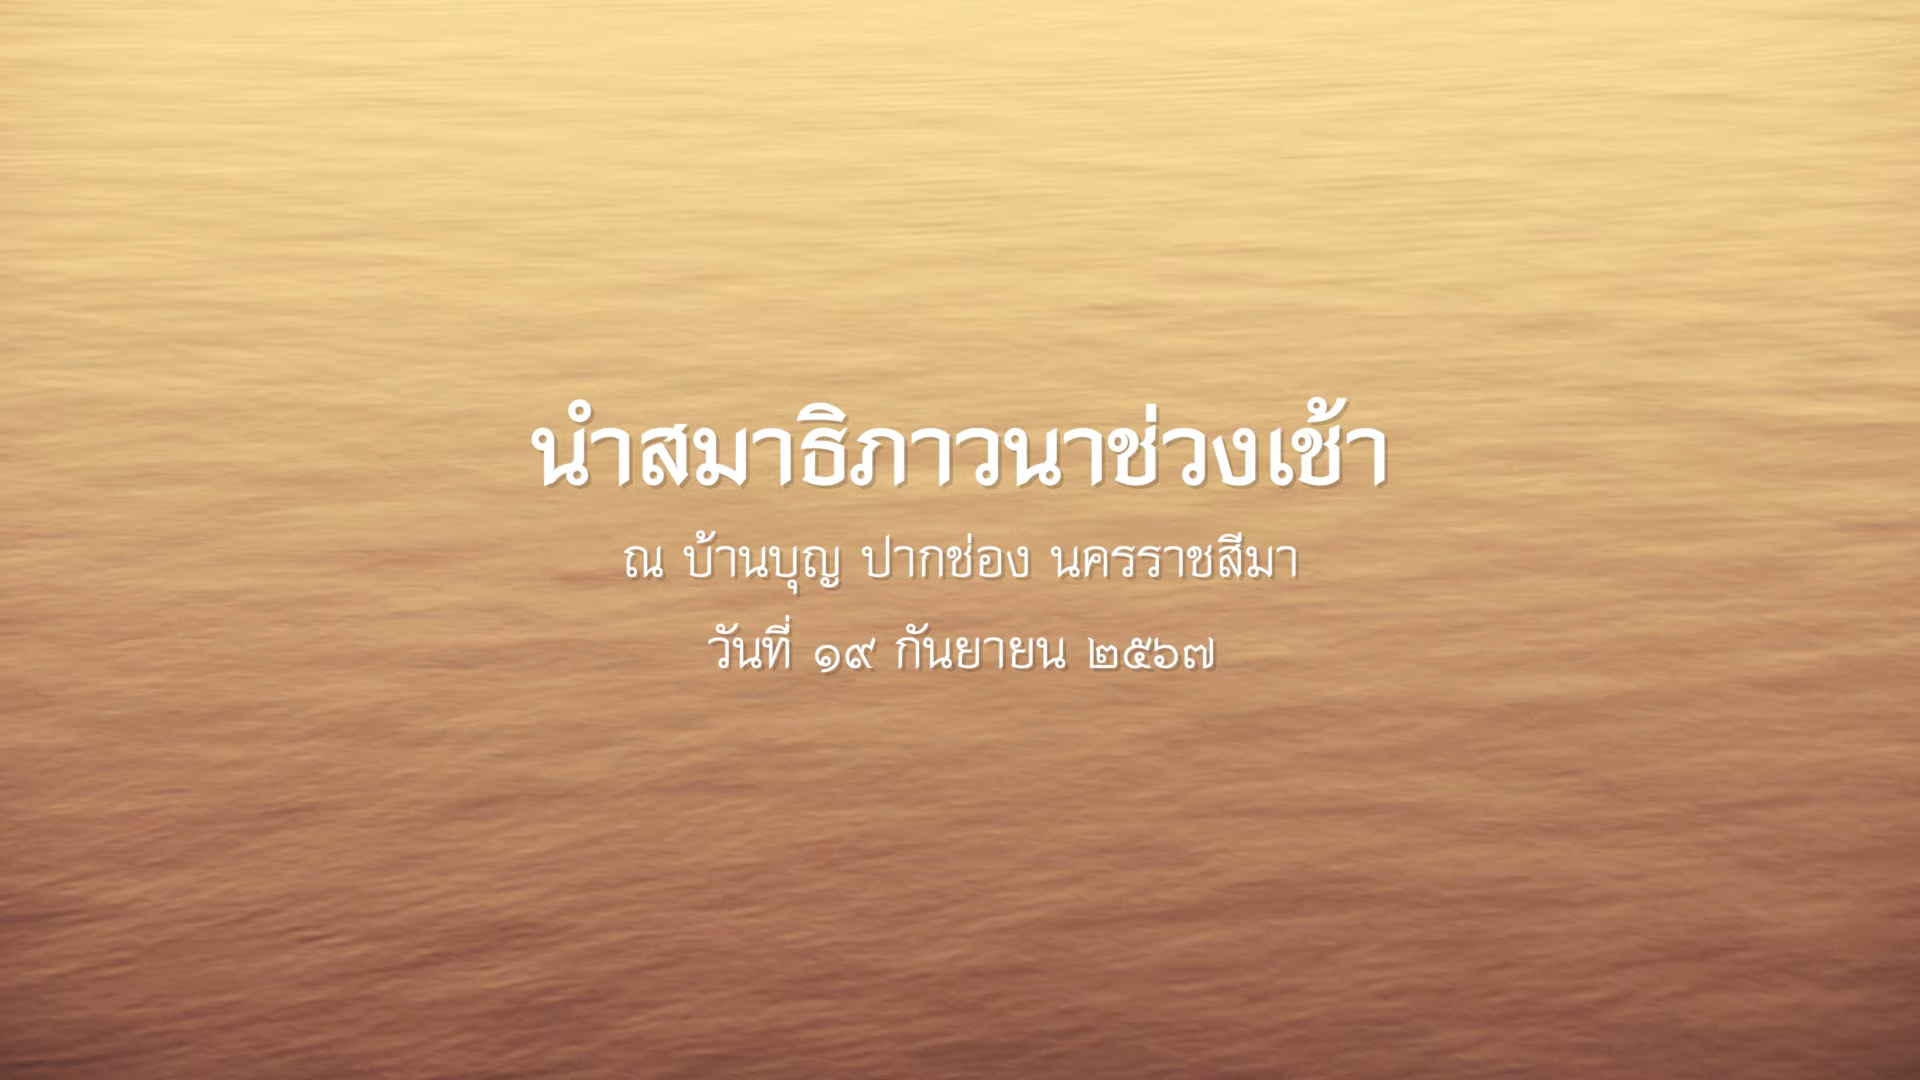 นำสมาธิภาวนาช่วงเช้า
ณ บ้านบุญ ปากช่อง นครราชสีมา
วันที่ ๑๙ กันยายน ๒๕๖๗